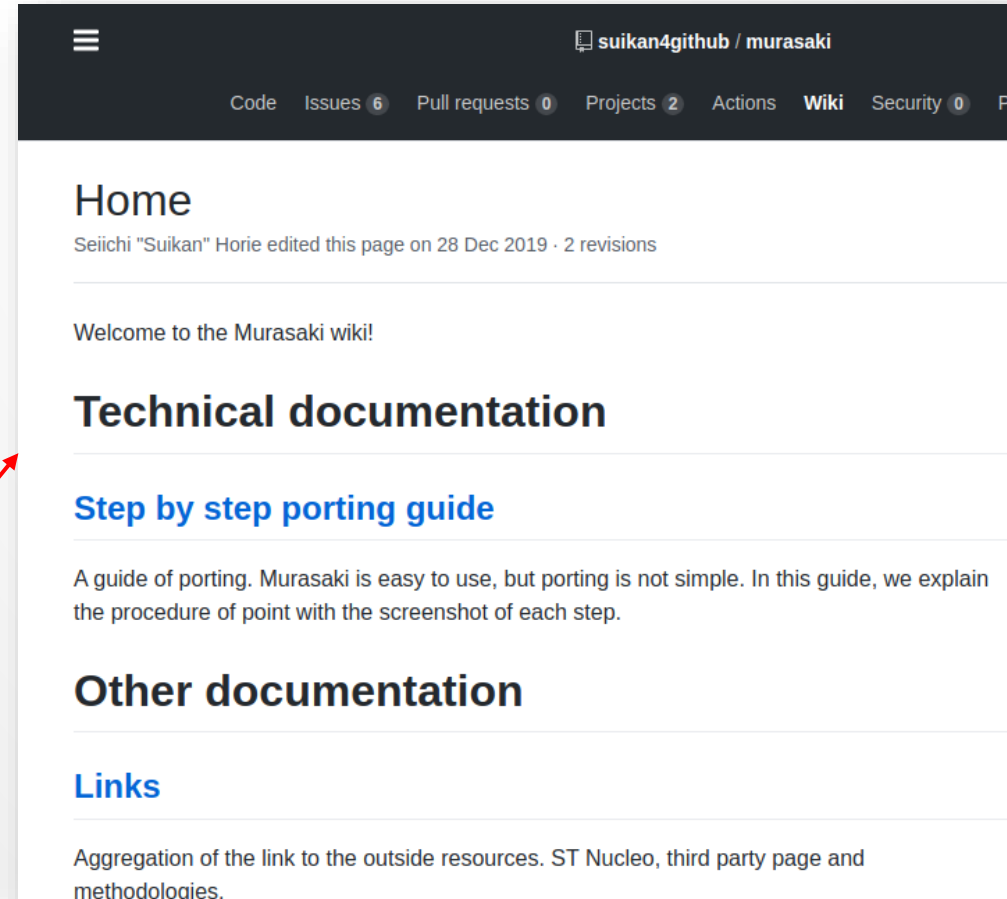 suikan4github / murasaki
Code Issues 6 Pull requests 0 Projects 2 Actions Wiki Security 0
Home
Seiichi "Suikan" Horie edited this page on 28 Dec 2019 · 2 revisions
Welcome to the Murasaki wiki!
Technical documentation
Step by step porting guide
A guide of porting. Murasaki is easy to use, but porting is not simple. In this guide, we explain
the procedure of point with the screenshot of each step.
Other documentation
Links
Aggregation of the link to the outside resources. ST Nucleo, third party page and
methodologies.